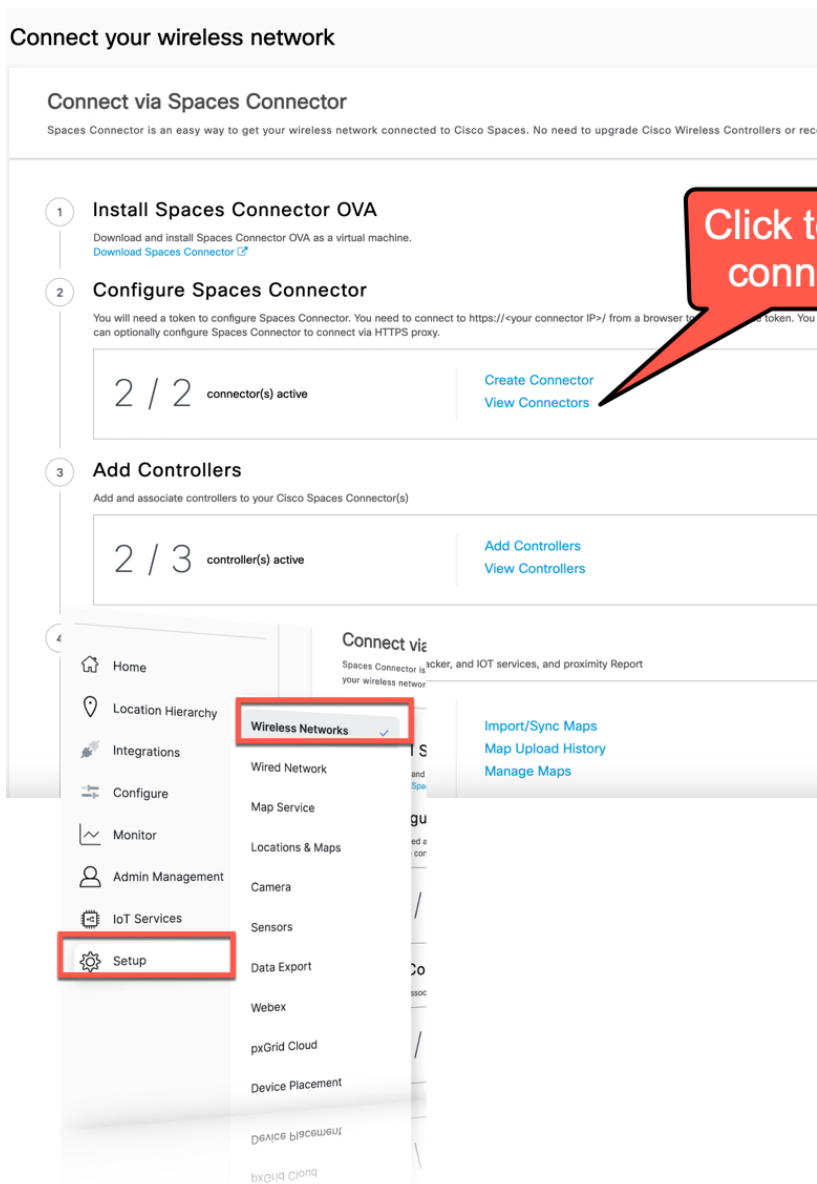 Connect your wireless network
Connect via Spaces Connector
Spaces Connector is an easy way to get your wireless network connected to Cisco Spaces. No need to upgrade Cisco Wireless Controllers or
1
Install Spaces Connector OVA
Download and install Spaces Connector OVA as a virtual machine.
Download Spaces Connector
Click
2
Configure Spaces Connector
You will need a token to configure Spaces Connector. You need to connect to https://<your connector IP>/ from a browser token. You
can optionally configure Spaces Connector to connect via HTTPS proxy.
2 / 2 connector(s) active
Create Connector
View Connectors
3
Add Controllers
Add and associate controllers to your Cisco Spaces Connector(s)
2 / 3 controller(s) active
Add Controllers
View Controllers
4
and IOT services, and proximity Report
Import/Sync Maps
Map Upload History
Manage Maps
Connect
Spaces Connector is
your wireless
Home
Location Hierarchy
Integrations
Configure
Monitor
Admin Management
IoT Services
Setup
Wireless Networks
Wired Network
Map Service
Locations & Maps
Camera
Sensors
Data Export
Webex
pxGrid Cloud
Device Placement
Device Placement
pxGrid Cloud